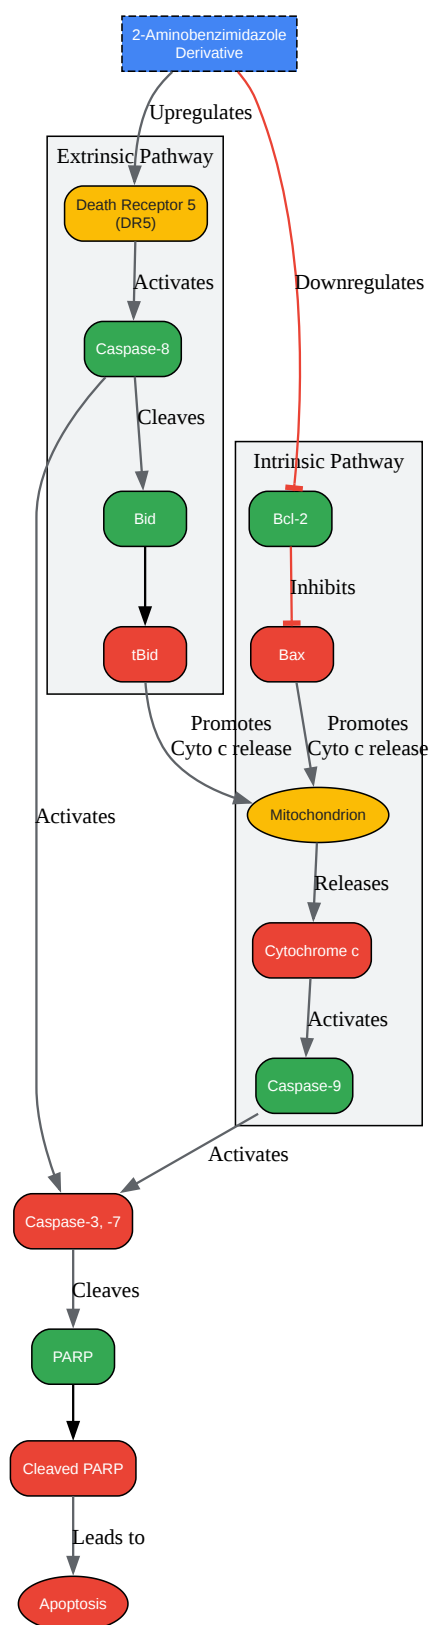 2-Aminobenzimidazole
Derivative
Upregulates
Extrinsic Pathway
Death Receptor 5
(DR5)
Downregulates
Activates
Caspase-8
Cleaves
Intrinsic Pathway
Bid
Bcl-2
Inhibits
tBid
Bax
Promotes
Cyto c release
Promotes
Cyto c release
Activates
Mitochondrion
Releases
Cytochrome c
Activates
Caspase-9
Activates
Caspase-3, -7
Cleaves
PARP
Cleaved PARP
Leads to
Apoptosis